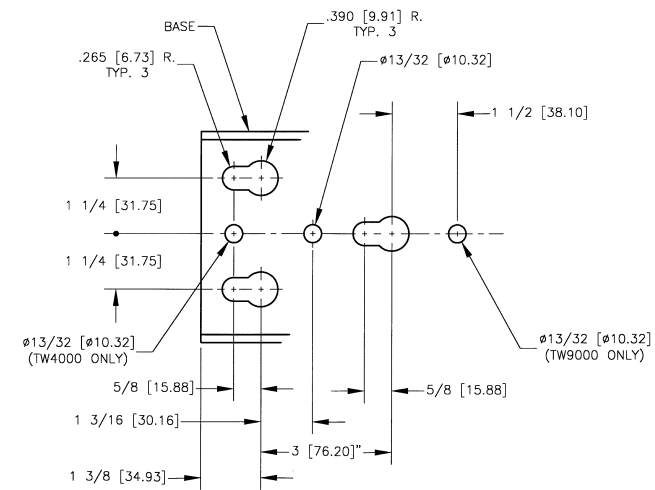 BASE
.390 [9.91] R.
TYP. 3
.265 [6.73] R.
TYP. 3
ø13/32 [ø10.32]
1 1/2 [38.10]
1 1/4 [31.75]
1 1/4 [31.75]
ø13/32 [ø10.32]
(TW4000 ONLY)
ø13/32 [ø10.32]
(TW9000 ONLY)
5/8 [15.88]
5/8 [15.88]
1 3/16 [30.16]
3 [76.20]"
1 3/8 [34.93]